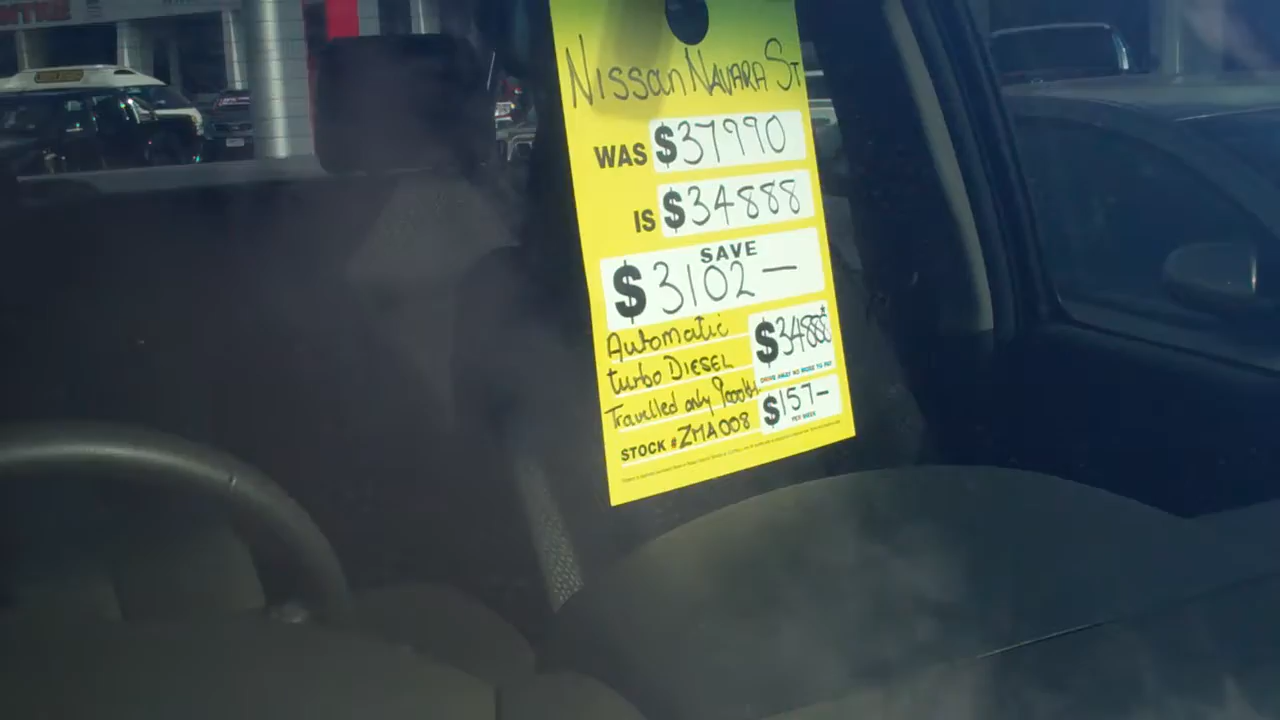 Nissan NAVARA ST
WAS $37990
IS $34888
SAVE
$3102—
Automatic
turbo DIESEL
Travelled only 9000km
STOCK #ZMA008
$34888*
DRIVE AWAY NO MORE TO PAY
$157—
PER WEEK